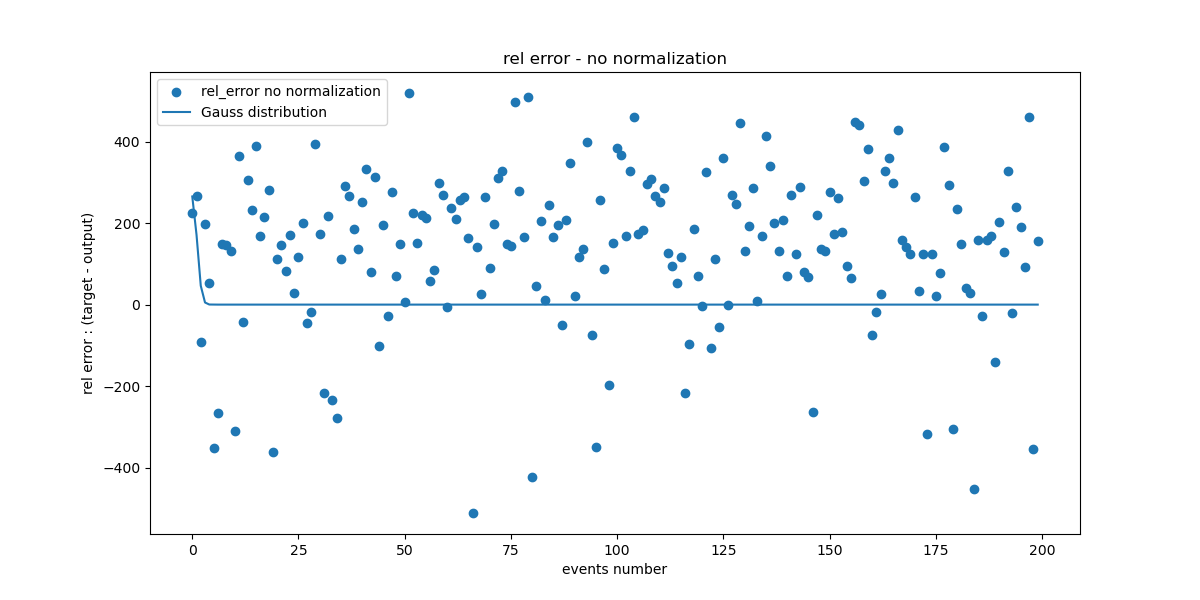 rel error - no normalization
rel_error no normalization
Gauss distribution
rel error : (target - output)
400
200
0
−200
−400
0 25 50 75 100 125 150 175 200
events number